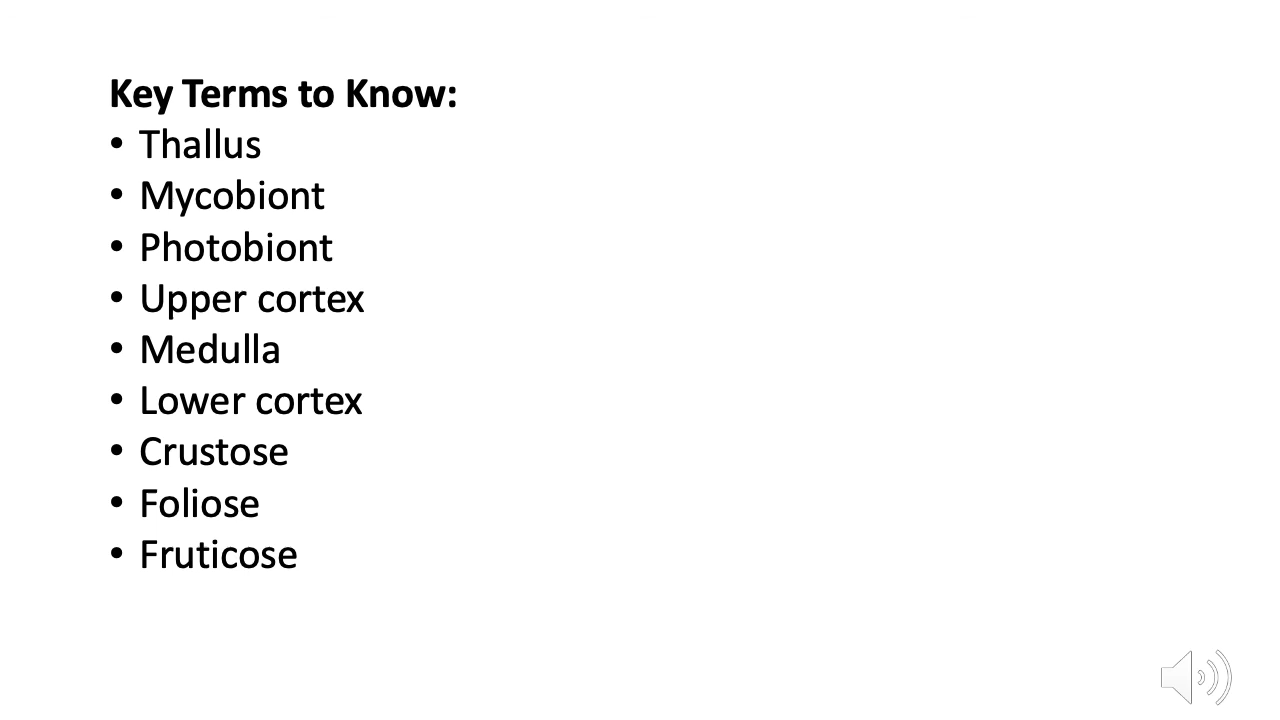 Key Terms to Know:
• Thallus
• Mycobiont
• Photobiont
• Upper cortex
• Medulla
• Lower cortex
• Crustose
• Foliose
• Fruticose